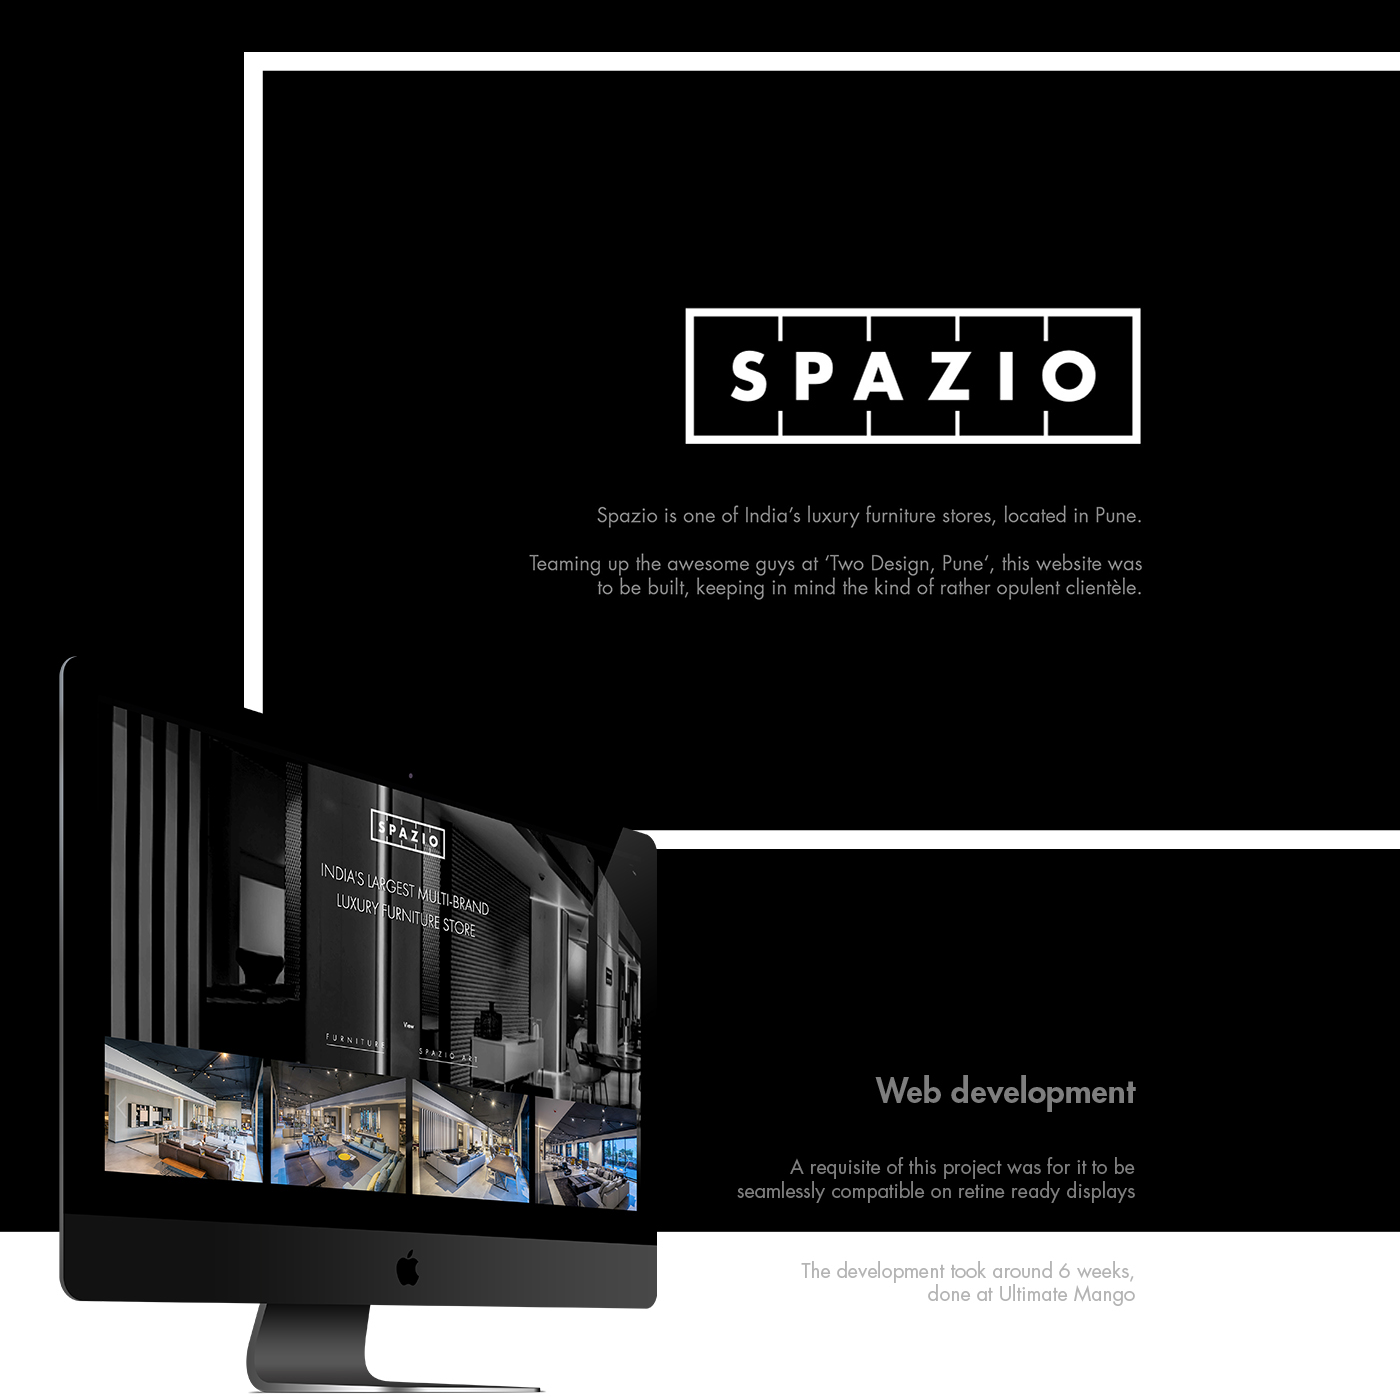 SPAZIO
Spazio is one of India’s luxury furniture stores, located in Pune.
Teaming up the awesome guys at ‘Two Design, Pune‘, this website was
to be built, keeping in mind the kind of rather opulent clientèle.
SPAZIO
INDIA'S LARGEST MULTI-BRAND
LUXURY FURNITURE STORE
View
FURNITURE
SPAZIO ART
Web development
A requisite of this project was for it to be
seamlessly compatible on retine ready displays
The development took around 6 weeks,
done at Ultimate Mango